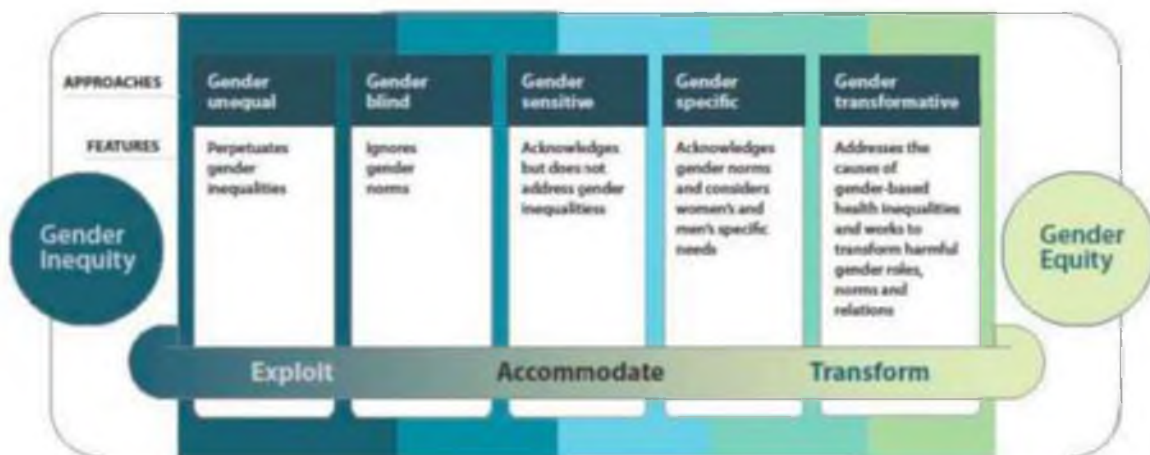 APPROACHES
Gender
unequal
Gender
blind
Gender
sensitive
Gender
specific
Gender
transformative
FEATURES
Perpetuates
gender
inequalities
Ignores
gender
norms
Acknowledges
but does not
address gender
inequalitiess
Acknowledges
gender norms
and considers
women's and
men's specific
needs
Addresses the
causes of
gender-based
health inequalities
and works to
transform harmful
gender roles,
norms and
relations
Gender
Inequity
Gender
Equity
Exploit
Accommodate
Transform